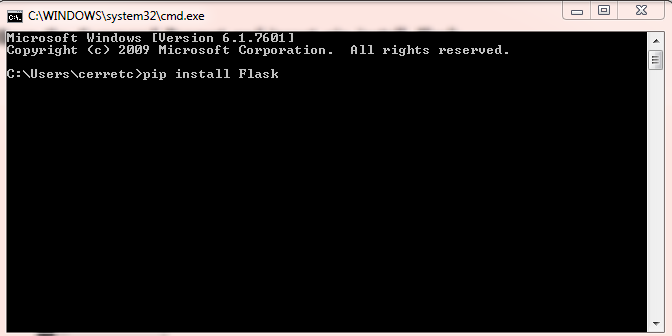 C:\WINDOWS\system32\cmd.exe
Microsoft Windows [Version 6.1.7601]
Copyright (c) 2009 Microsoft Corporation.  All rights reserved.
C:\Users\cerretc>pip install Flask